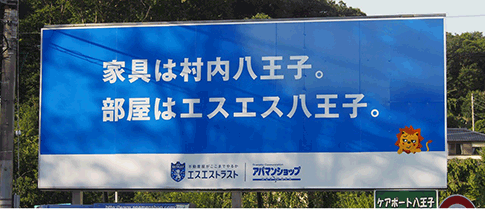 家具は村内八王子。
部屋はエスエス八王子。
エスエストラスト
アパマンショップ
ケアポート八王子